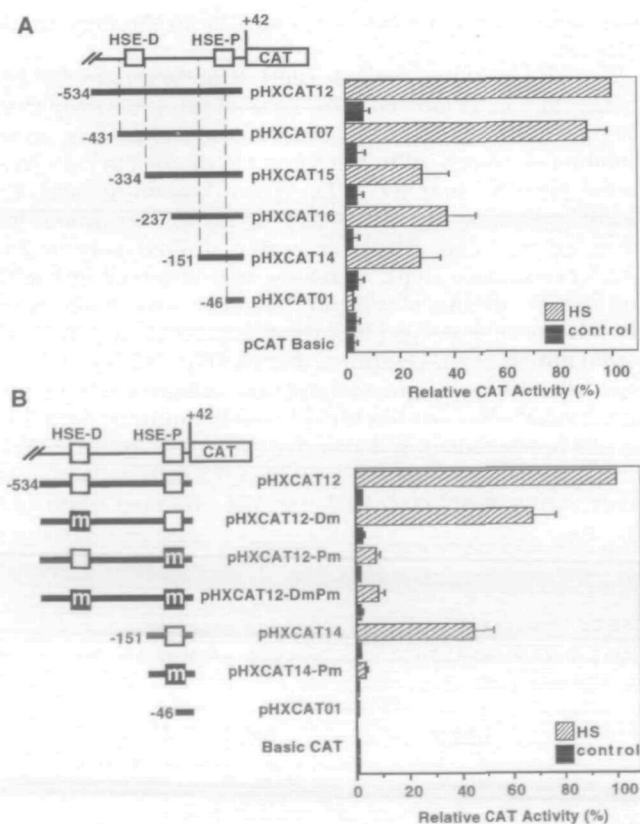 A
+42
HSE-D HSE-P
CAT
-534 pHXCAT12
-431 pHXCAT07
-334 pHXCAT15
-237 pHXCAT16
-151 pHXCAT14
-46 pHXCAT01
pCAT Basic
HS
control
0 20 40 60 80 100
Relative CAT Activity (%)
B
+42
HSE-D HSE-P
CAT
-534 pHXCAT12
m pHXCAT12-Dm
m pHXCAT12-Pm
m m pHXCAT12-DmPm
-151 pHXCAT14
m pHXCAT14-Pm
-46 pHXCAT01
Basic CAT
HS
control
0 20 40 60 80 100
Relative CAT Activity (%)